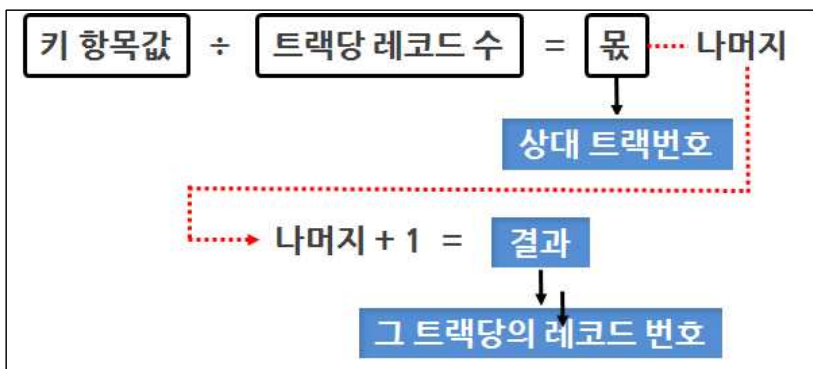 키 항목값 ÷ 트랙당 레코드 수 = 몫 나머지
상대 트랙번호
나머지 + 1 = 결과
그 트랙당의 레코드 번호